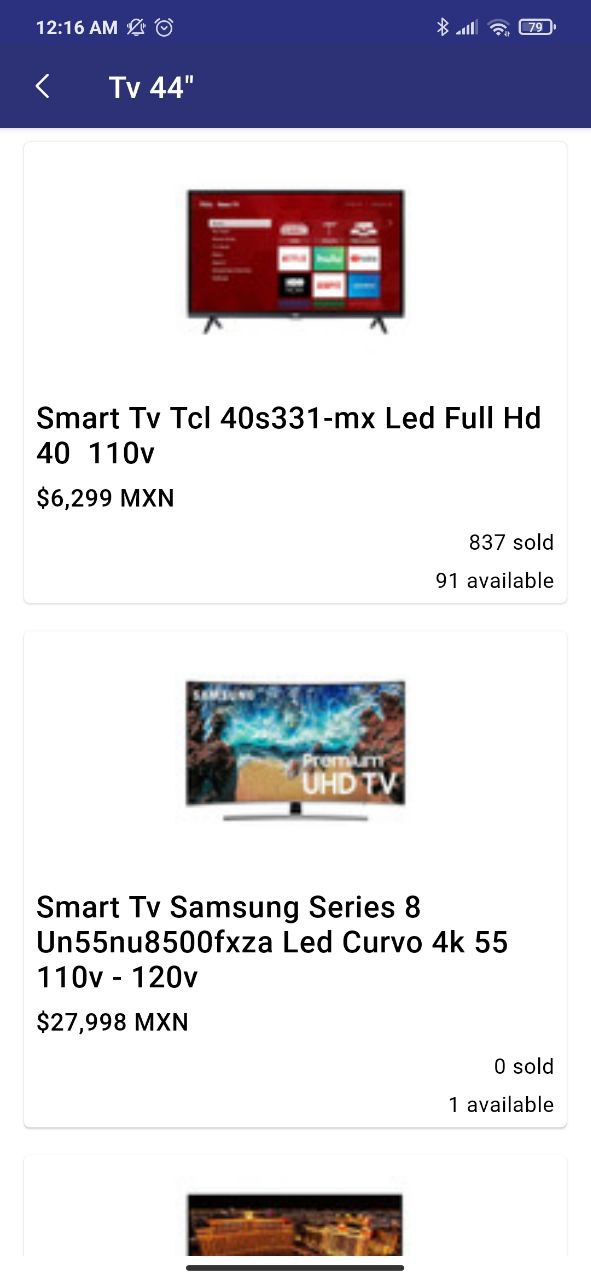 12:16 AM
79
Tv 44"
NETFLIX
hulu
Smart Tv Tcl 40s331-mx Led Full Hd
40 110v
$6,299 MXN
837 sold
91 available
SAMSUNG
Premium
UHD TV
Smart Tv Samsung Series 8
Un55nu8500fxza Led Curvo 4k 55
110v - 120v
$27,998 MXN
0 sold
1 available